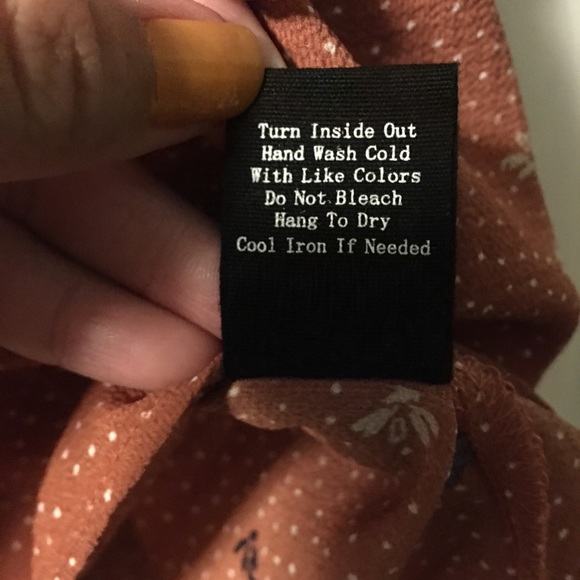 Turn Inside Out
Hand Wash Cold
With Like Colors
Do Not Bleach
Hang To Dry
Cool Iron If Needed